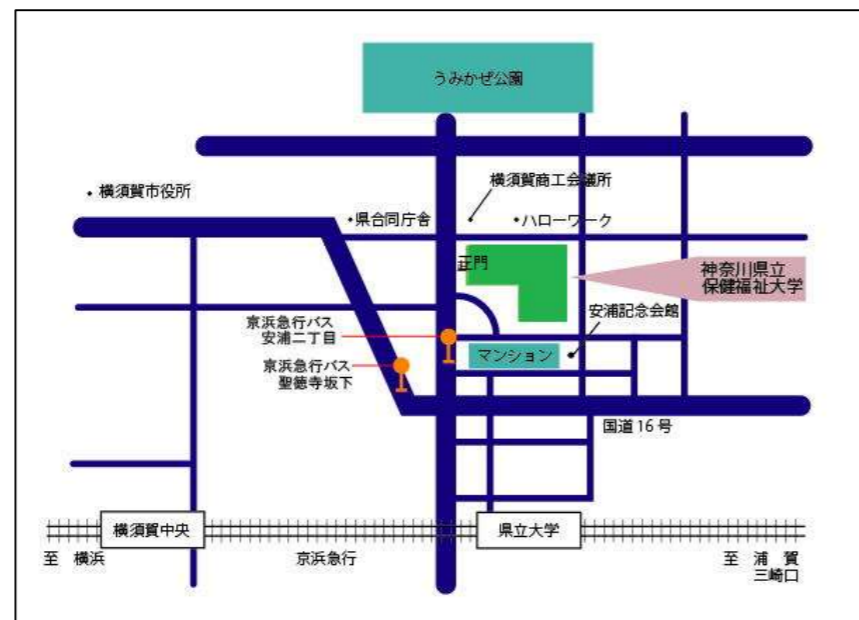 うみかぜ公園
横須賀市役所
横須賀商工会議所
県合同庁舎
ハローワーク
正門
神奈川県立
保健福祉大学
安浦記念会館
京浜急行バス
安浦二丁目
マンション
京浜急行バス
聖徳寺坂下
国道16号
横須賀中央
県立大学
至 横浜
京浜急行
至 浦賀
三崎口